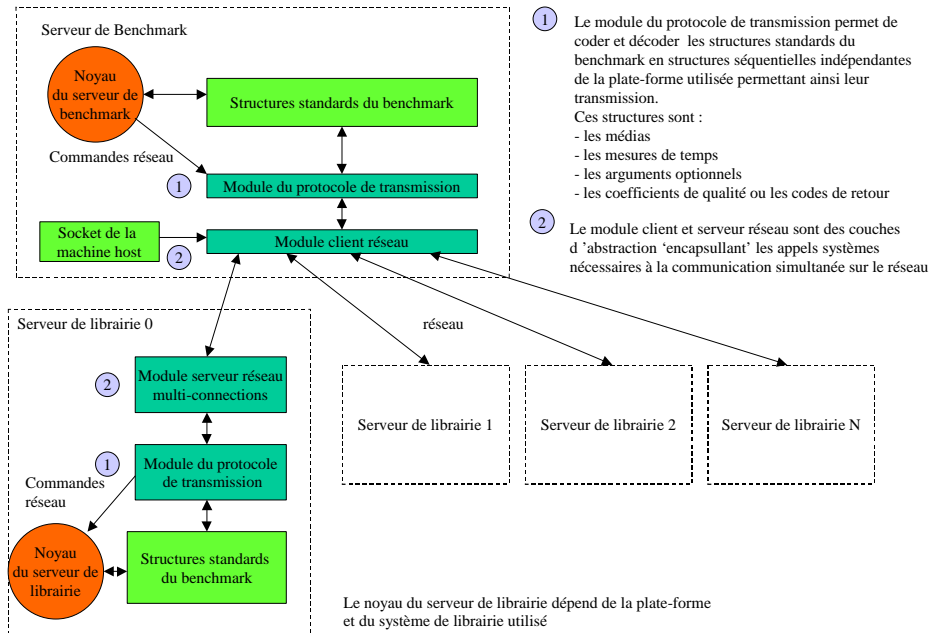 Serveur de Benchmark
Noyau
du serveur de
benchmark
Structures standards du benchmark
Commandes réseau
1
Module du protocole de transmission
Socket de la
machine host
2
Module client réseau
1
Le module du protocole de transmission permet de
coder et décoder les structures standards du
benchmark en structures séquentielles indépendantes
de la plate-forme utilisée permettant ainsi leur
transmission.
Ces structures sont :
- les médias
- les mesures de temps
- les arguments optionnels
- les coefficients de qualité ou les codes de retour
2
Le module client et serveur réseau sont des couches
d 'abstraction 'encapsullant' les appels systèmes
nécessaires à la communication simultanée sur le réseau
Serveur de librairie 0
réseau
2
Module serveur réseau
multi-connections
1
Module du protocole
de transmission
Commandes
réseau
Noyau
du serveur de
librairie
Structures standards
du benchmark
Serveur de librairie 1
Serveur de librairie 2
Serveur de librairie N
Le noyau du serveur de librairie dépend de la plate-forme
et du système de librairie utilisé